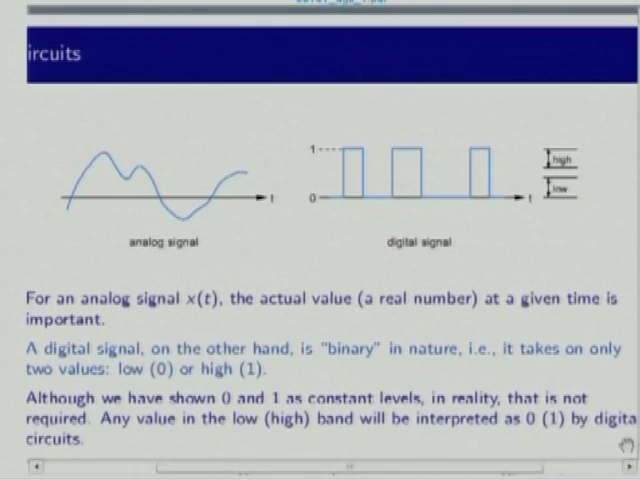 ircuits
1
0
t
high
low
t
analog signal
digital signal
For an analog signal x(t), the actual value (a real number) at a given time is
important.
A digital signal, on the other hand, is "binary" in nature, i.e., it takes on only
two values: low (0) or high (1).
Although we have shown 0 and 1 as constant levels, in reality, that is not
required. Any value in the low (high) band will be interpreted as 0 (1) by digita
circuits.